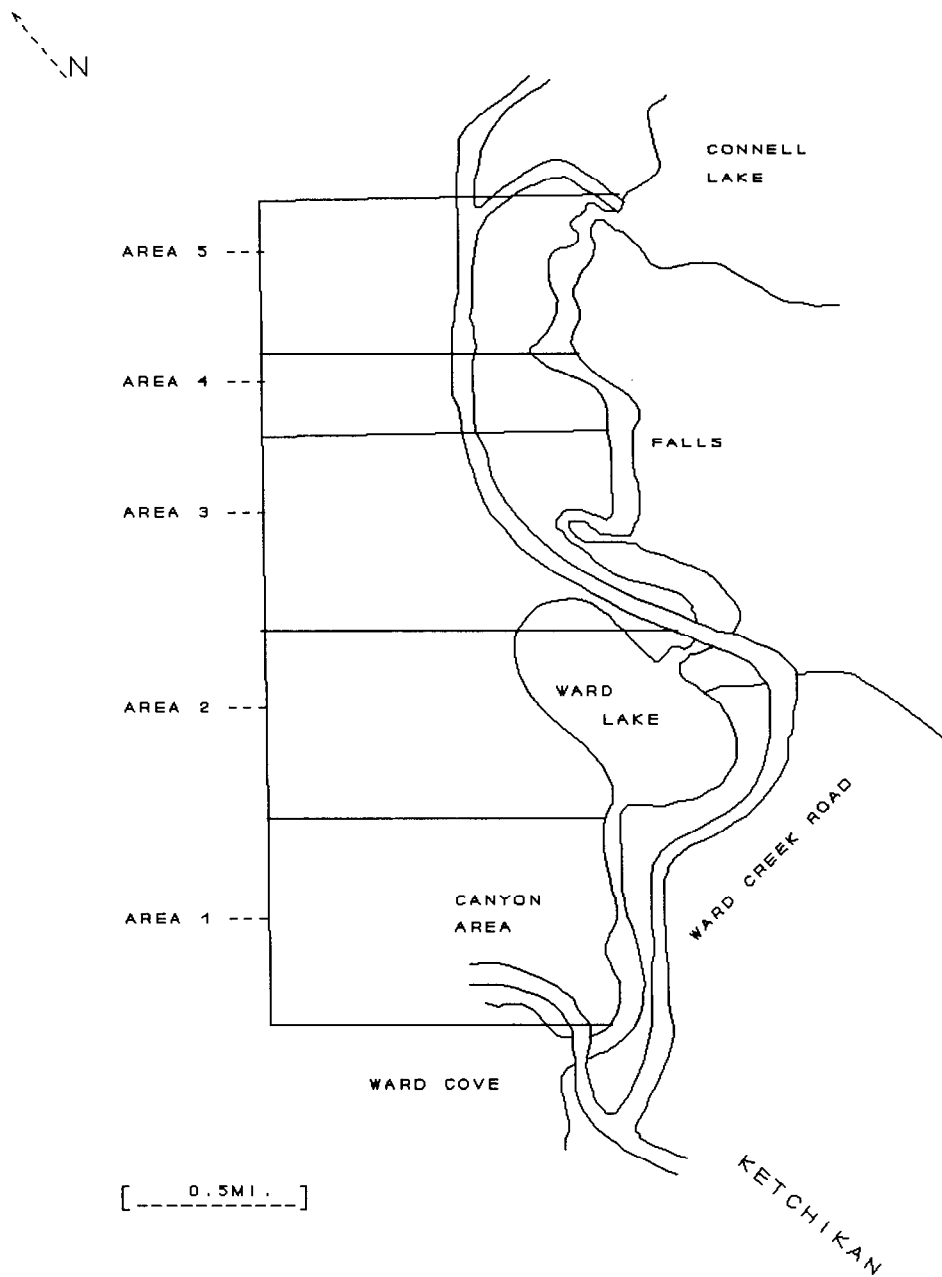 N
CONNELL
LAKE
AREA 5
AREA 4
FALLS
AREA 3
WARD
LAKE
AREA 2
WARD CREEK ROAD
CANYON
AREA
AREA 1
WARD COVE
KETCHIKAN
0.5MI.